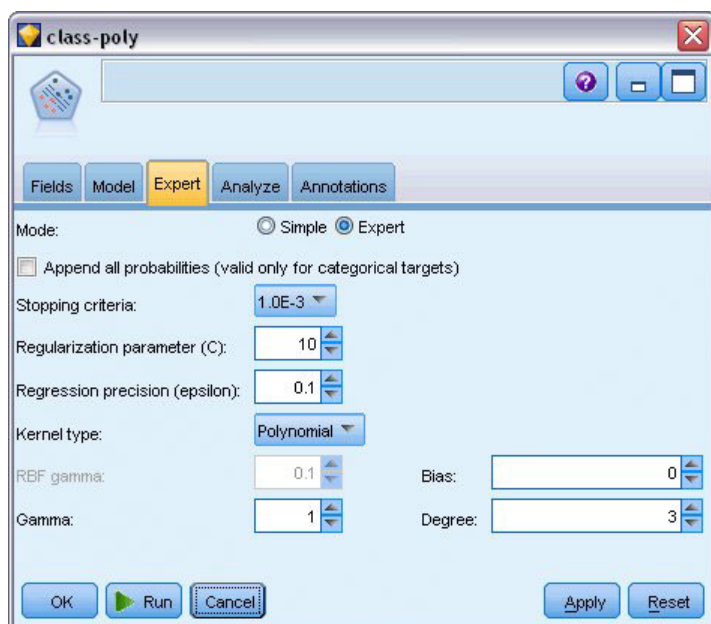 class-poly
Fields Model Expert Analyze Annotations
Mode: Simple Expert
Append all probabilities (valid only for categorical targets)
Stopping criteria: 1.0E-3
Regularization parameter (C): 10
Regression precision (epsilon): 0.1
Kernel type: Polynomial
RBF gamma: 0.1 Bias: 0
Gamma: 1 Degree: 3
OK Run Cancel Apply Reset